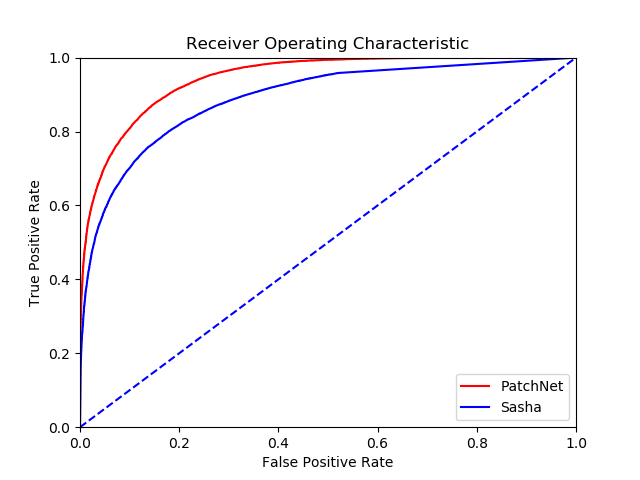 Receiver Operating Characteristic
True Positive Rate
1.0
0.8
0.6
0.4
0.2
0.0
0.0 0.2 0.4 0.6 0.8 1.0
False Positive Rate
PatchNet
Sasha